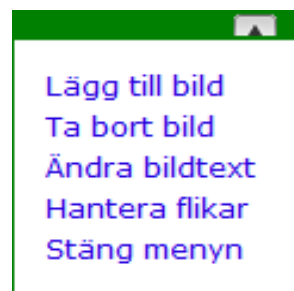 Lägg till bild
Ta bort bild
Ändra bildtext
Hantera flikar
Stäng menyn